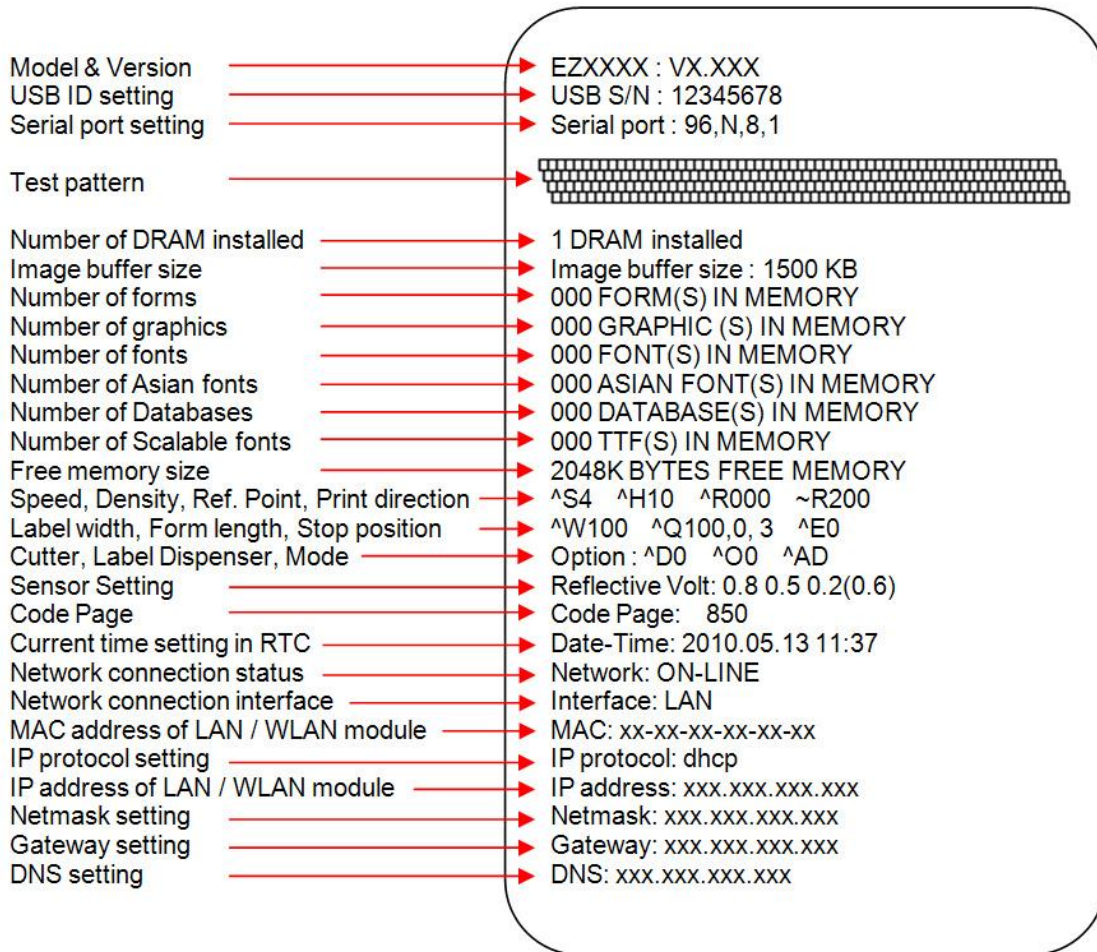 Model & Version EZXXXX : VX.XXX
USB ID setting USB S/N : 12345678
Serial port setting Serial port : 96,N,8,1
Test pattern
Number of DRAM installed 1 DRAM installed
Image buffer size Image buffer size : 1500 KB
Number of forms 000 FORM(S) IN MEMORY
Number of graphics 000 GRAPHIC (S) IN MEMORY
Number of fonts 000 FONT(S) IN MEMORY
Number of Asian fonts 000 ASIAN FONT(S) IN MEMORY
Number of Databases 000 DATABASE(S) IN MEMORY
Number of Scalable fonts 000 TTF(S) IN MEMORY
Free memory size 2048K BYTES FREE MEMORY
Speed, Density, Ref. Point, Print direction ^S4 ^H10 ^R000 ~R200
Label width, Form length, Stop position ^W100 ^Q100,0, 3 ^E0
Cutter, Label Dispenser, Mode Option : ^D0 ^O0 ^AD
Sensor Setting Reflective Volt: 0.8 0.5 0.2(0.6)
Code Page Code Page: 850
Current time setting in RTC Date-Time: 2010.05.13 11:37
Network connection status Network: ON-LINE
Network connection interface Interface: LAN
MAC address of LAN / WLAN module MAC: xx-xx-xx-xx-xx-xx
IP protocol setting IP protocol: dhcp
IP address of LAN / WLAN module IP address: xxx.xxx.xxx.xxx
Netmask setting Netmask: xxx.xxx.xxx.xxx
Gateway setting Gateway: xxx.xxx.xxx.xxx
DNS setting DNS: xxx.xxx.xxx.xxx